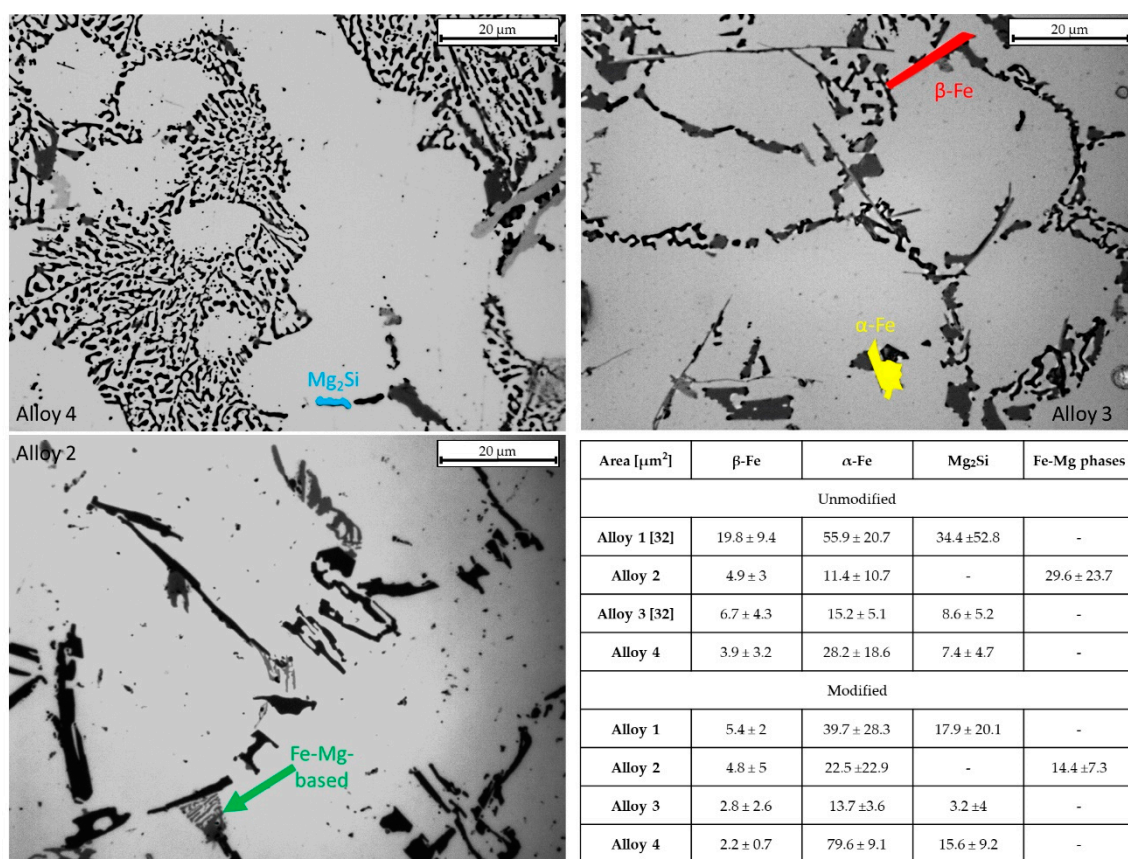 20 µm
Mg₂Si
Alloy 4
20 µm
β-Fe
α-Fe
Alloy 3
Alloy 2
20 µm
Fe-Mg-
based
Area [µm²] β-Fe α-Fe Mg₂Si Fe-Mg phases
Unmodified
Alloy 1 [32] 19.8 ± 9.4 55.9 ± 20.7 34.4 ±52.8 -
Alloy 2 4.9 ± 3 11.4 ± 10.7 - 29.6 ± 23.7
Alloy 3 [32] 6.7 ± 4.3 15.2 ± 5.1 8.6 ± 5.2 -
Alloy 4 3.9 ± 3.2 28.2 ± 18.6 7.4 ± 4.7 -
Modified
Alloy 1 5.4 ± 2 39.7 ± 28.3 17.9 ± 20.1 -
Alloy 2 4.8 ± 5 22.5 ±22.9 - 14.4 ±7.3
Alloy 3 2.8 ± 2.6 13.7 ±3.6 3.2 ±4 -
Alloy 4 2.2 ± 0.7 79.6 ± 9.1 15.6 ± 9.2 -